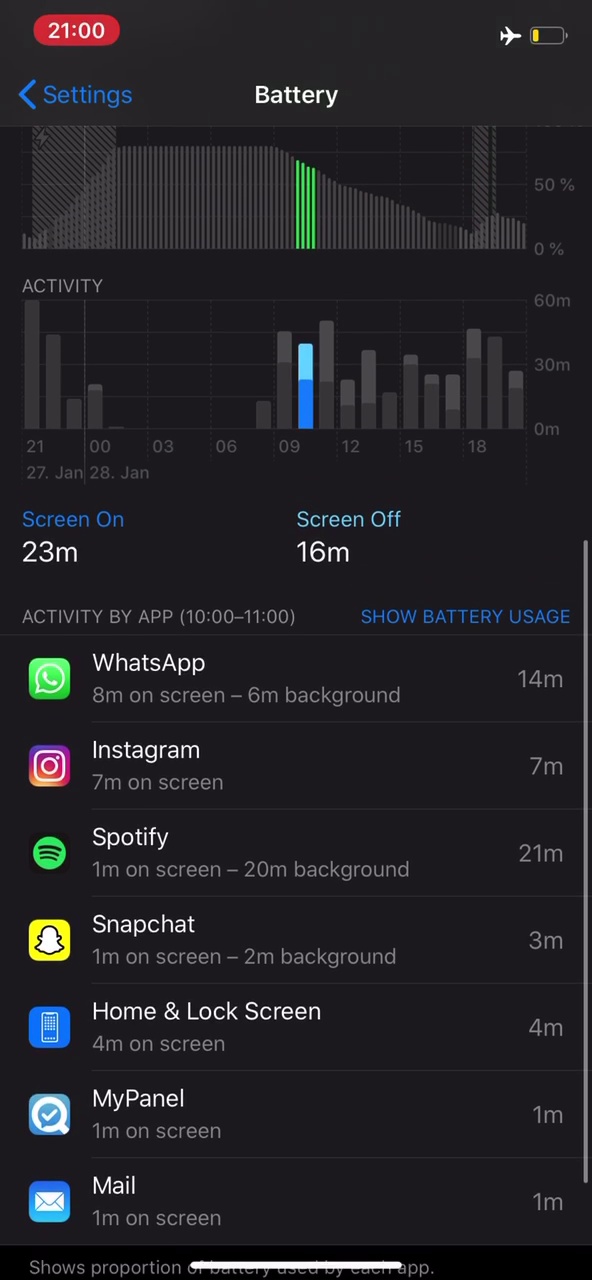 21:00
Settings
Battery
50 %
0 %
ACTIVITY
60m
30m
0m
21 00 03 06 09 12 15 18
27. Jan 28. Jan
Screen On Screen Off
23m 16m
ACTIVITY BY APP (10:00–11:00) SHOW BATTERY USAGE
WhatsApp
8m on screen – 6m background 14m
Instagram
7m on screen 7m
Spotify
1m on screen – 20m background 21m
Snapchat
1m on screen – 2m background 3m
Home & Lock Screen
4m on screen 4m
MyPanel
1m on screen 1m
Mail
1m on screen 1m
Shows proportion of battery used by each app.